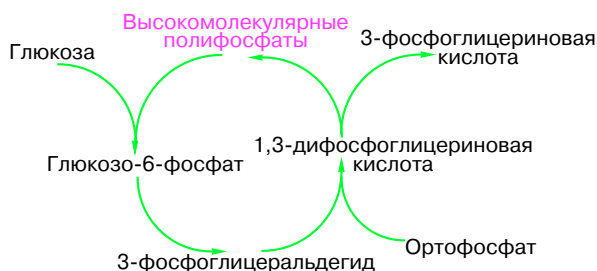 Высокомолекулярные
полифосфаты
Глюкоза
3-фосфоглицериновая
кислота
Глюкозо-6-фосфат
1,3-дифосфоглицериновая
кислота
3-фосфоглицеральдегид
Ортофосфат